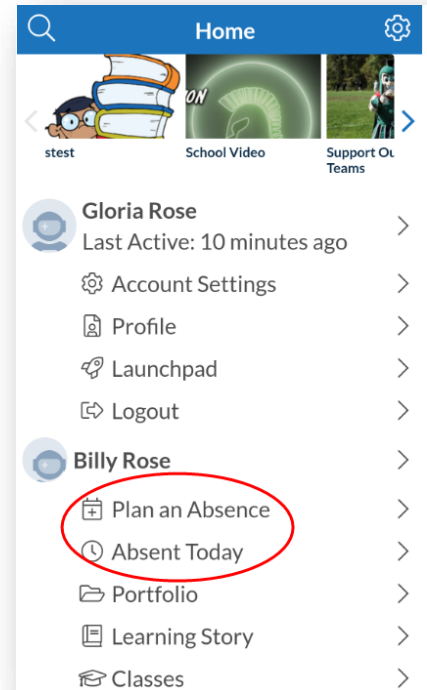 Home
ON
stest
School Video
Support Ou
Teams
Gloria Rose
Last Active: 10 minutes ago
Account Settings
Profile
Launchpad
Logout
Billy Rose
Plan an Absence
Absent Today
Portfolio
Learning Story
Classes